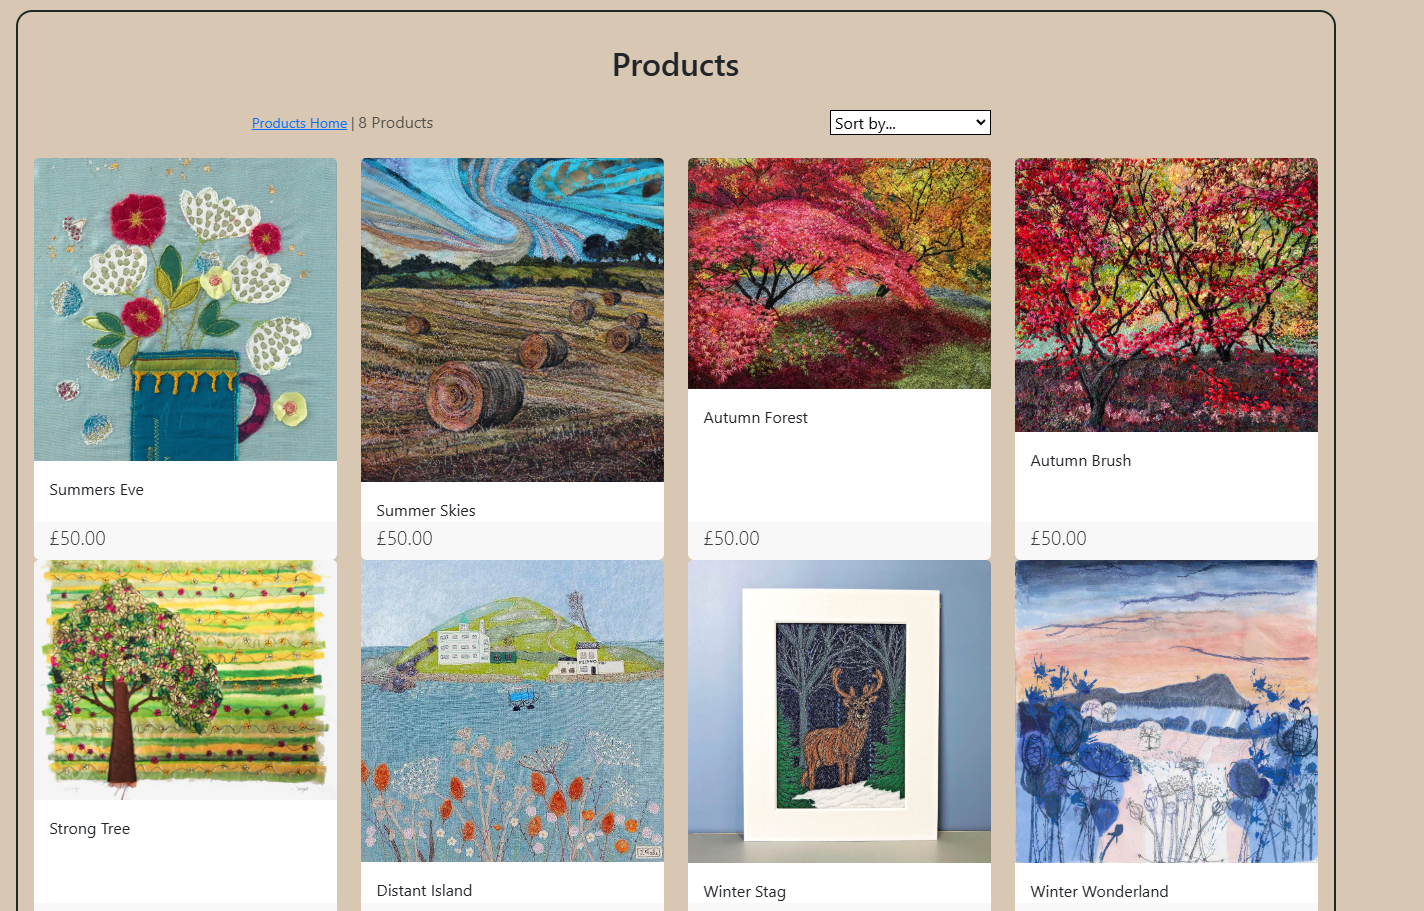 Products
Products Home | 8 Products
Sort by...
Summers Eve
£50.00
Summer Skies
£50.00
Autumn Forest
£50.00
Autumn Brush
£50.00
Strong Tree
Distant Island
Winter Stag
Winter Wonderland